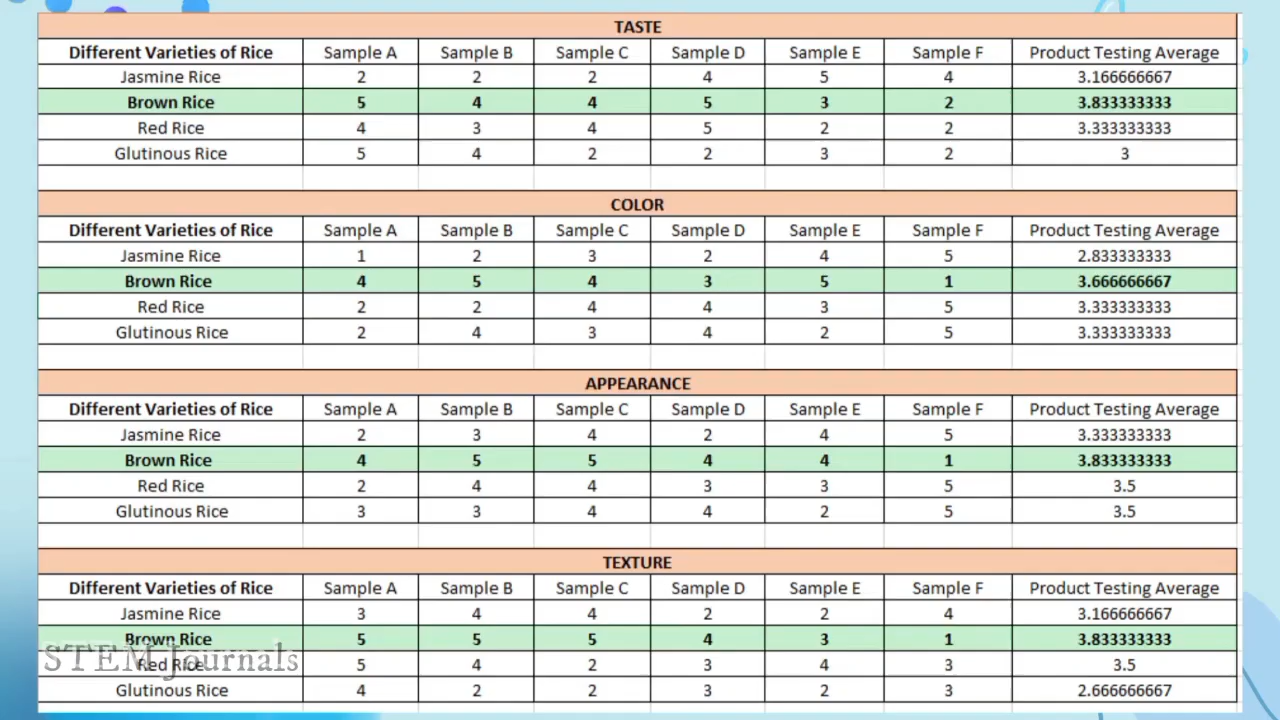 TASTE
Different Varieties of Rice Sample A Sample B Sample C Sample D Sample E Sample F Product Testing Average
Jasmine Rice 2 2 2 4 5 4 3.166666667
Brown Rice 5 4 4 5 3 2 3.833333333
Red Rice 4 3 4 5 2 2 3.333333333
Glutinous Rice 5 4 2 2 3 2 3
COLOR
Different Varieties of Rice Sample A Sample B Sample C Sample D Sample E Sample F Product Testing Average
Jasmine Rice 1 2 3 2 4 5 2.833333333
Brown Rice 4 5 4 3 5 1 3.666666667
Red Rice 2 2 4 4 3 5 3.333333333
Glutinous Rice 2 4 3 4 2 5 3.333333333
APPEARANCE
Different Varieties of Rice Sample A Sample B Sample C Sample D Sample E Sample F Product Testing Average
Jasmine Rice 2 3 4 2 4 5 3.333333333
Brown Rice 4 5 5 4 4 1 3.833333333
Red Rice 2 4 4 3 3 5 3.5
Glutinous Rice 3 3 4 4 2 5 3.5
TEXTURE
Different Varieties of Rice Sample A Sample B Sample C Sample D Sample E Sample F Product Testing Average
Jasmine Rice 3 4 4 2 2 4 3.166666667
Brown Rice 5 5 5 4 3 1 3.833333333
STEM Journals
Red Rice 5 4 2 3 4 3 3.5
Glutinous Rice 4 2 2 3 2 3 2.666666667